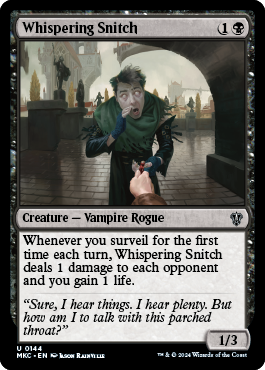 Whispering Snitch 1
Creature — Vampire Rogue
Whenever you surveil for the first
time each turn, Whispering Snitch
deals 1 damage to each opponent
and you gain 1 life.
“Sure, I hear things. I hear plenty. But
how am I to talk with this parched
throat?”
1/3
U 0144
MKC • EN Jason Rainville
™ & © 2024 Wizards of the Coast